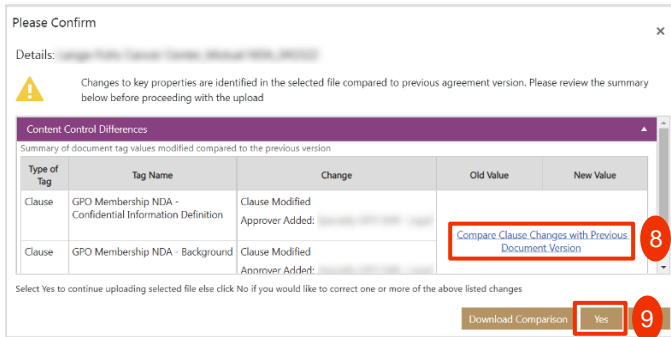 Please Confirm
×
Details:
Changes to key properties are identified in the selected file compared to previous agreement version. Please review the summary
below before proceeding with the upload
Content Control Differences
Summary of document tag values modified compared to the previous version
Type of
Tag
Tag Name
Change
Old Value
New Value
Clause
GPO Membership NDA -
Confidential Information Definition
Clause Modified
Approver Added:
Compare Clause Changes with Previous
Document Version
8
Clause
GPO Membership NDA - Background
Clause Modified
Approver Added:
Select Yes to continue uploading selected file else click No if you would like to correct one or more of the above listed changes
Download Comparison
Yes
9